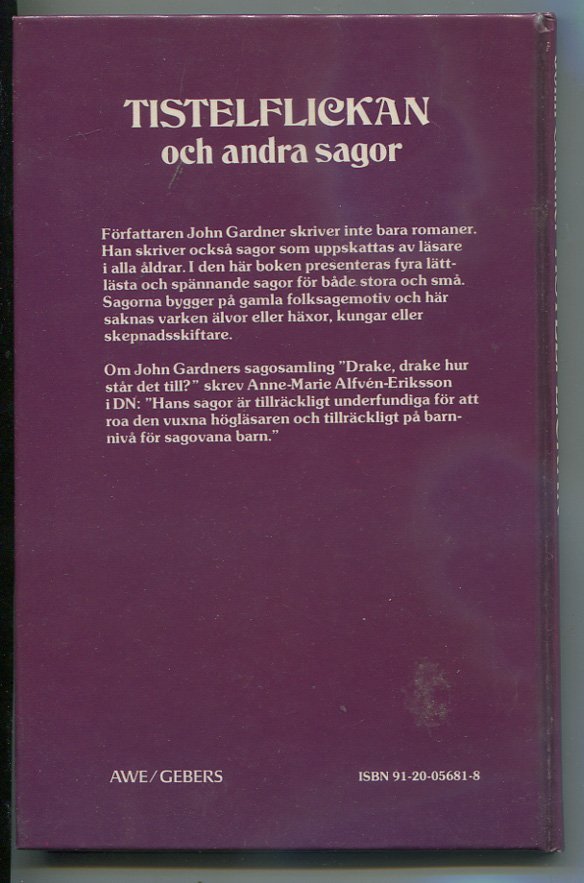 TISTELFLICKAN
och andra sagor
Författaren John Gardner skriver inte bara romaner.
Han skriver också sagor som uppskattas av läsare
i alla åldrar. I den här boken presenteras fyra lätt-
lästa och spännande sagor för både stora och små.
Sagorna bygger på gamla folksagemotiv och här
saknas varken älvor eller häxor, kungar eller
skepnadsskiftare.
Om John Gardners sagosamling ”Drake, drake hur
står det till?” skrev Anne-Marie Alfvén-Eriksson
i DN: ”Hans sagor är tillräckligt underfundiga för att
roa den vuxna högläsaren och tillräckligt på barn-
nivå för sagovana barn.”
AWE/GEBERS
ISBN 91-20-05681-8